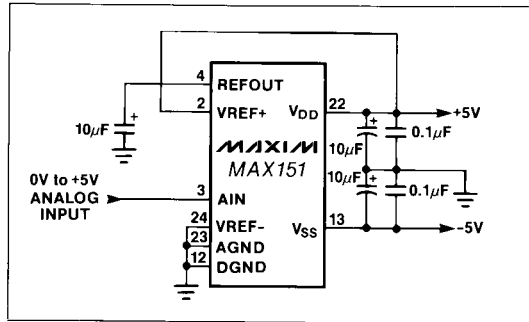 4 REFOUT
2 VREF+
VDD 22 +5V
10µF +
+ 10µF 0.1µF
MAXIM
MAX151
0V to +5V
ANALOG
INPUT
3 AIN
10µF + 0.1µF
24 VREF-
23 AGND
12 DGND
VSS 13 -5V